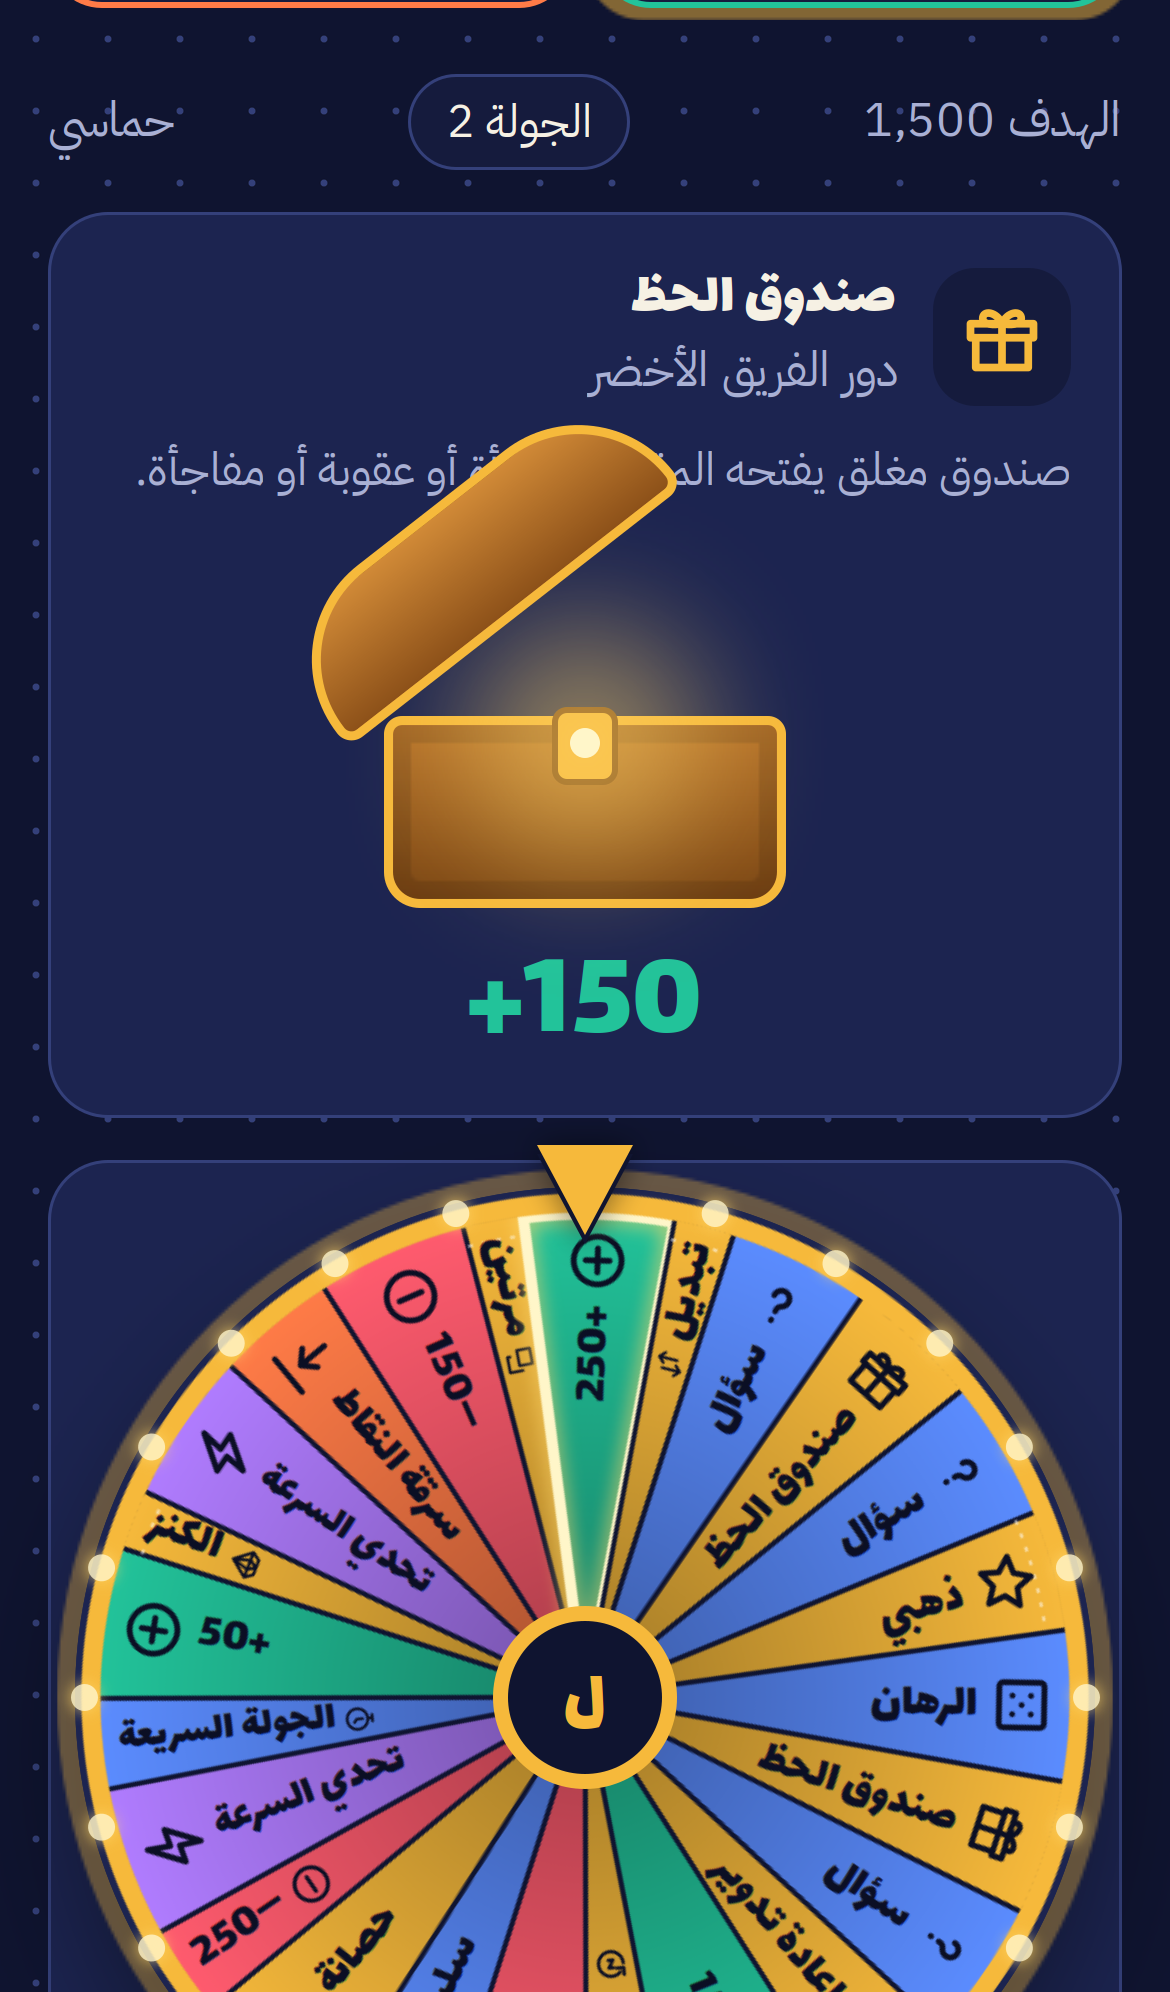 الهدف 1,500
الجولة 2
حماسي
صندوق الحظ
دور الفريق الأخضر
صندوق مغلق يفتحه أو عقوبة أو مفاجأة.
+150
مرتين
250+
تبديل
سؤال
صندوق الحظ
سؤال
ذهبي
الرهان
صندوق الحظ
سؤال
إعادة تدوير
حصانة
250−
تحدي السرعة
الجولة السريعة
50+
الكنز
تحدي السرعة
سرقة النقاط
150−
ل